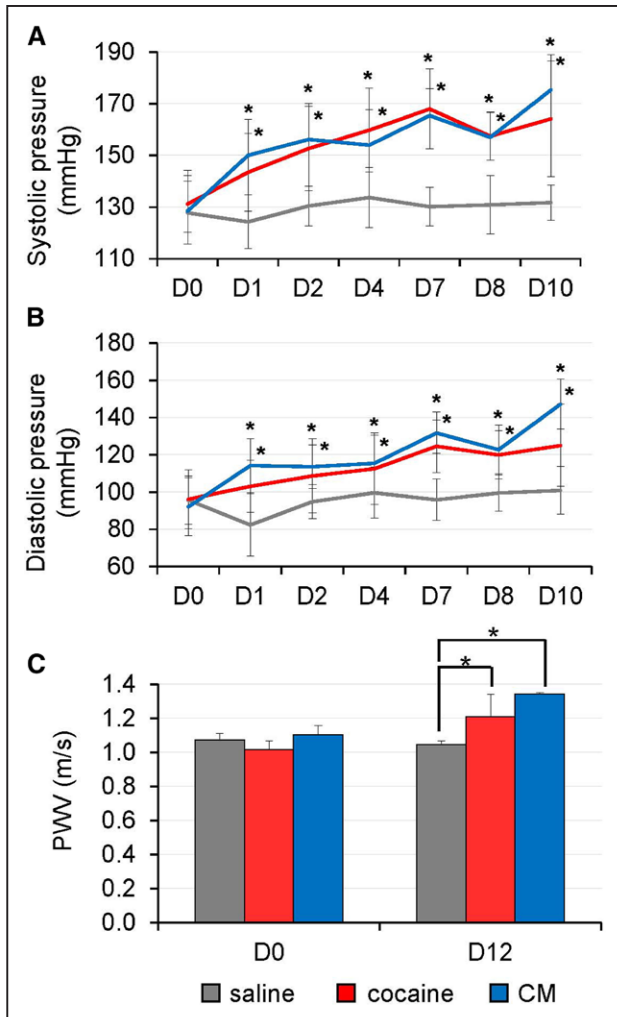 A
Systolic pressure
(mmHg)
190
170
150
130
110
* * * * * *
* * * * * *
D0 D1 D2 D4 D7 D8 D10
B
Diastolic pressure
(mmHg)
180
160
140
120
100
80
60
* * * * * *
* * * * * *
D0 D1 D2 D4 D7 D8 D10
C
PWV (m/s)
1.4
1.2
1.0
0.8
0.6
0.4
0.2
0.0
*
*
D0 D12
saline cocaine CM